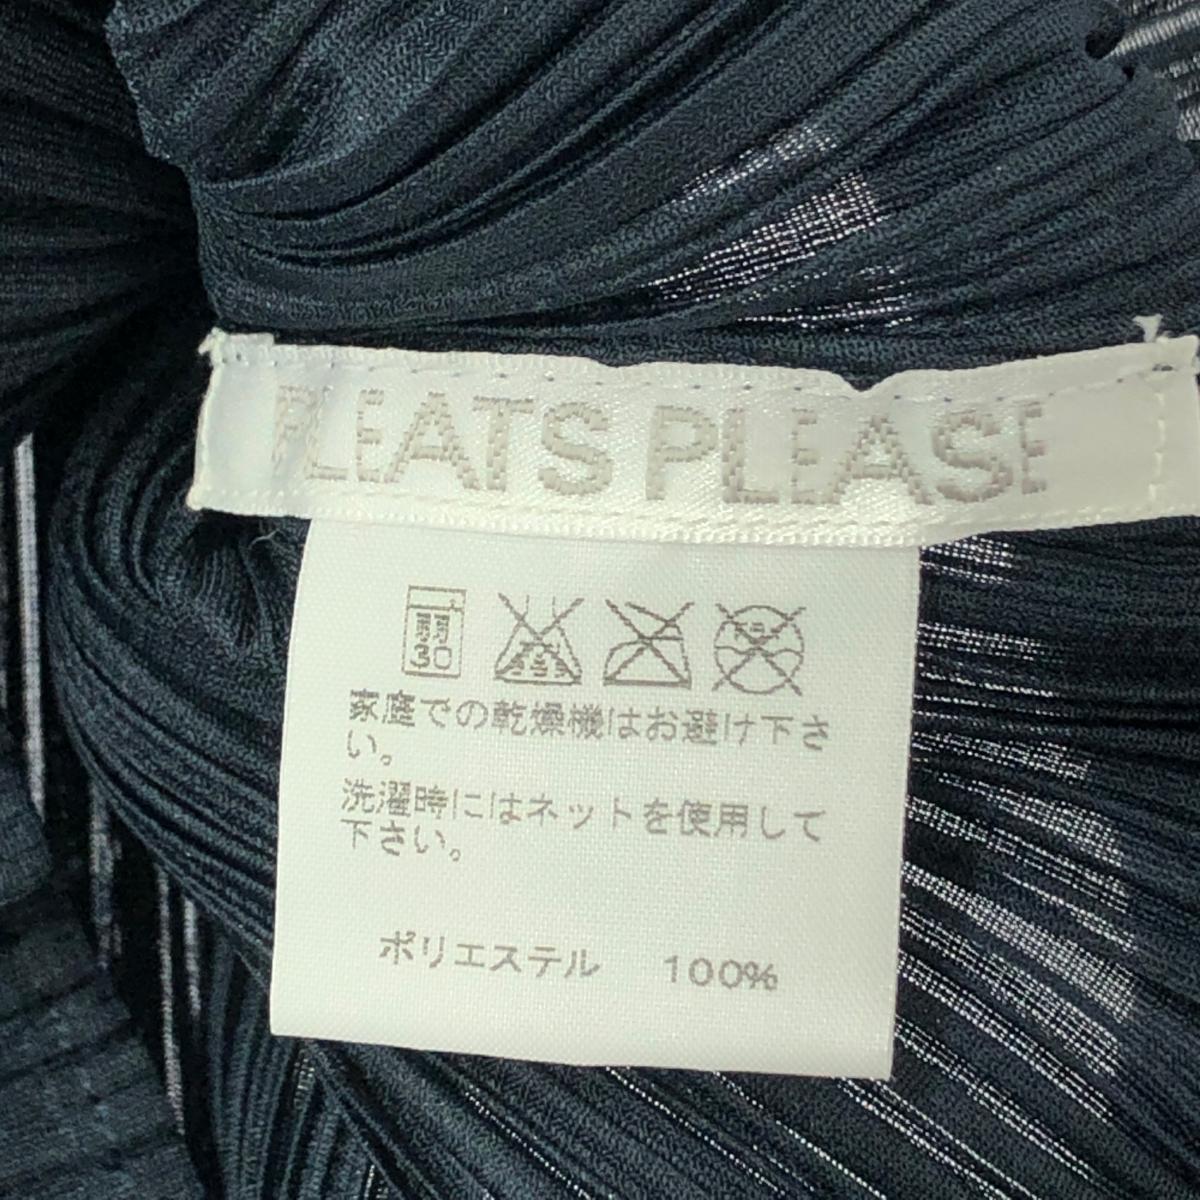 PLEATS PLEASE
家庭での乾燥機はお避け下さ
い。
洗濯時にはネットを使用して
下さい。
ポリエステル 100%